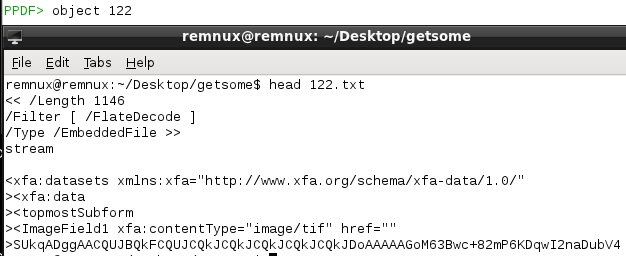 PPDF> object 122
remnux@remnux: ~/Desktop/getsome
File Edit Tabs Help
remnux@remnux:~/Desktop/getsome$ head 122.txt
<< /Length 1146
/Filter [ /FlateDecode ]
/Type /EmbeddedFile >>
stream
<xfa:datasets xmlns:xfa="http://www.xfa.org/schema/xfa-data/1.0/"
><xfa:data
><topmostSubform
><ImageField1 xfa:contentType="image/tif" href=""
>SUkqADggAACQUJBQkFCQUJCQkJCQkJCQkJCQkJCQkJDoAAAAAGoM63Bwc+82mP6KDqwI2naDubV4